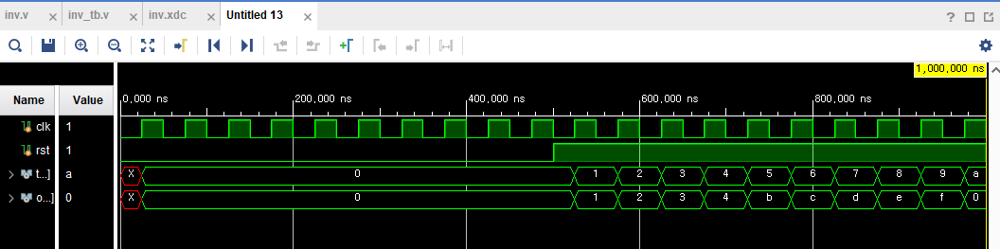 inv.v × inv_tb.v × inv.xdc × Untitled 13 ×
?
1,000,000 ns
Name Value
0,000 ns 200,000 ns 400,000 ns 600,000 ns 800,000 ns
clk 1
rst 1
t...] a X 0 1 2 3 4 5 6 7 8 9 a
o...] 0 X 0 1 2 3 4 b c d e f 0